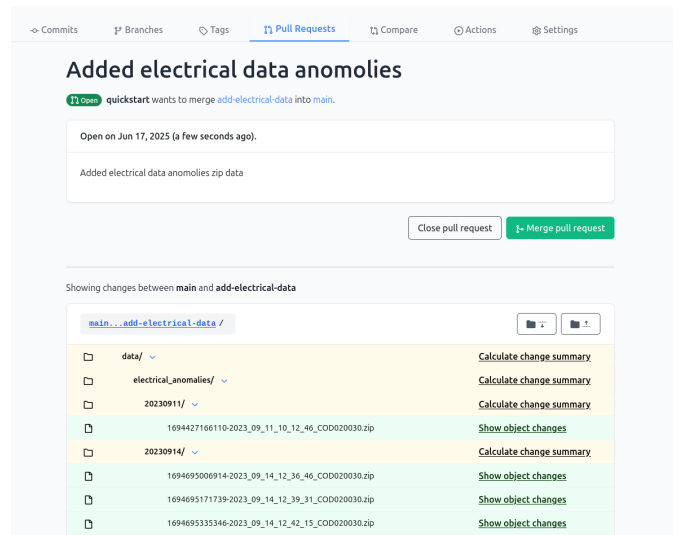 Commits Branches Tags Pull Requests Compare Actions Settings
Added electrical data anomolies
Open quickstart wants to merge add-electrical-data into main.
Open on Jun 17, 2025 (a few seconds ago).
Added electrical data anomolies zip data
Close pull request Merge pull request
Showing changes between main and add-electrical-data
main...add-electrical-data /
data/ Calculate change summary
electrical_anomalies/ Calculate change summary
20230911/ Calculate change summary
1694427166110-2023_09_11_10_12_46_COD020030.zip Show object changes
20230914/ Calculate change summary
1694695006914-2023_09_14_12_36_46_COD020030.zip Show object changes
1694695171739-2023_09_14_12_39_31_COD020030.zip Show object changes
1694695335346-2023_09_14_12_42_15_COD020030.zip Show object changes